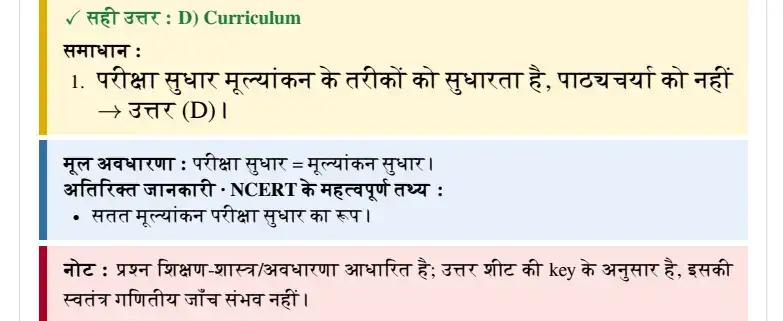 ✓ सही उत्तर : D) Curriculum
समाधान :
1. परीक्षा सुधार मूल्यांकन के तरीकों को सुधारता है, पाठ्यचर्या को नहीं
→ उत्तर (D)।
मूल अवधारणा : परीक्षा सुधार = मूल्यांकन सुधार।
अतिरिक्त जानकारी · NCERT के महत्वपूर्ण तथ्य :
• सतत मूल्यांकन परीक्षा सुधार का रूप।
नोट : प्रश्न शिक्षण-शास्त्र/अवधारणा आधारित है; उत्तर शीट की key के अनुसार है, इसकी
स्वतंत्र गणितीय जाँच संभव नहीं।